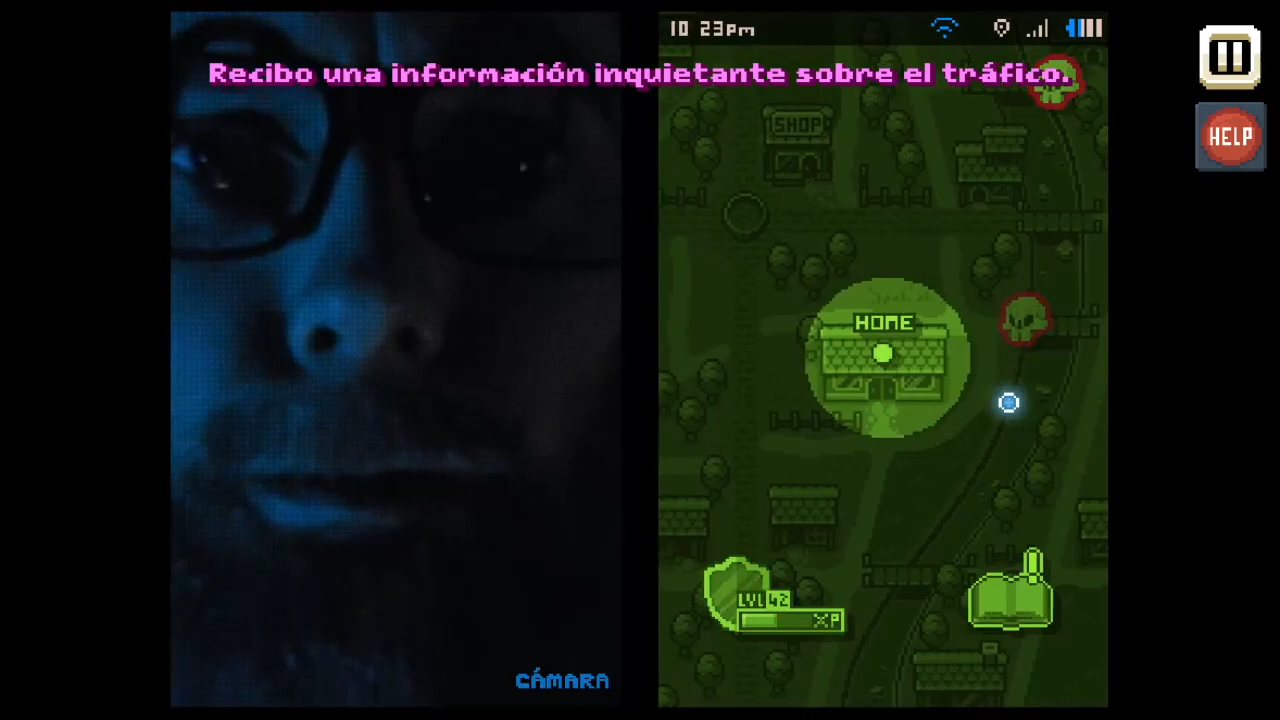 10 23pm
Recibo una información inquietante sobre el tráfico.
SHOP
HELP
HOME
LVL 42
XP
CÁMARA